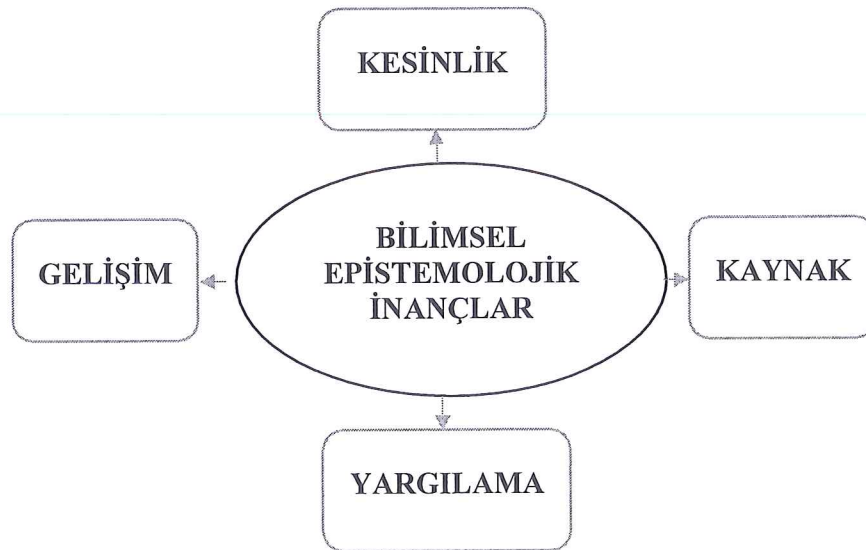 KESİNLİK
BİLİMSEL
EPİSTEMOLOJİK
İNANÇLAR
GELİŞİM
KAYNAK
YARGILAMA